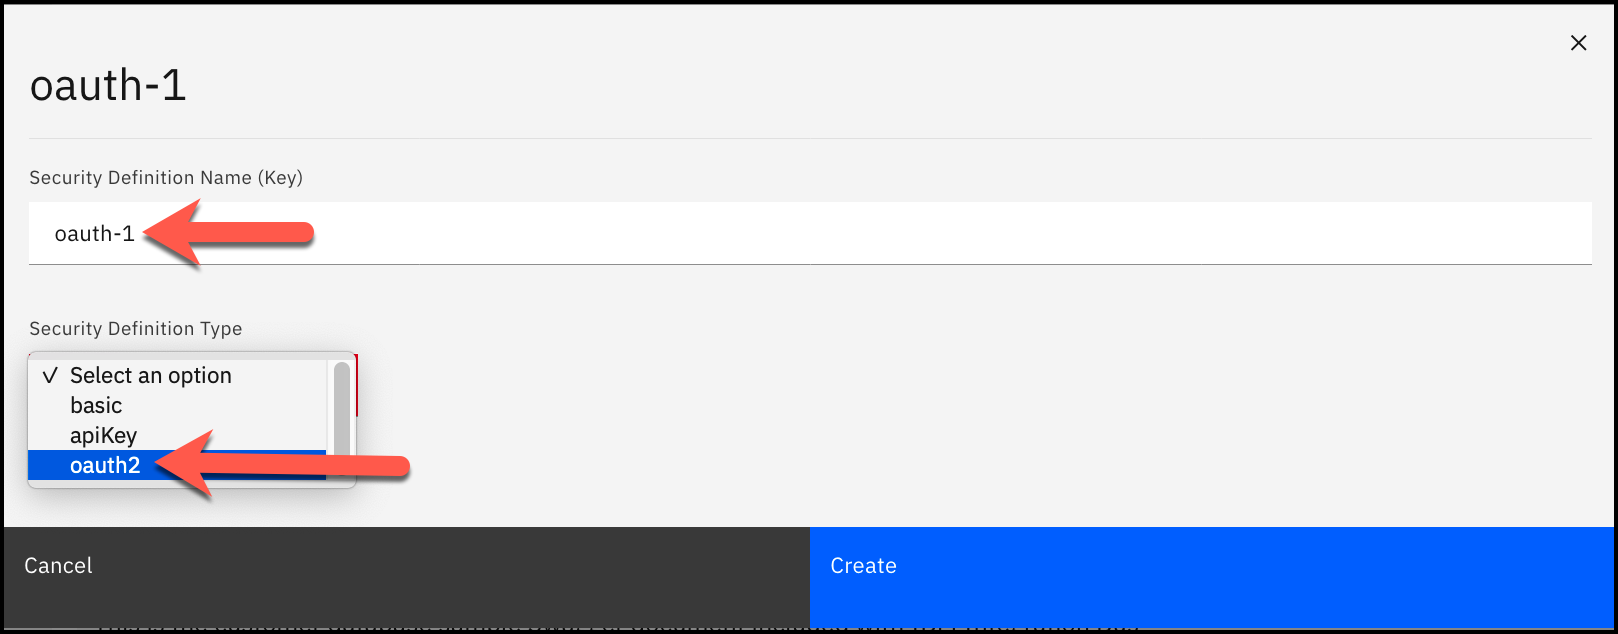 oauth-1
Security Definition Name (Key)
oauth-1
Security Definition Type
✓ Select an option
basic
apiKey
oauth2
Cancel
Create